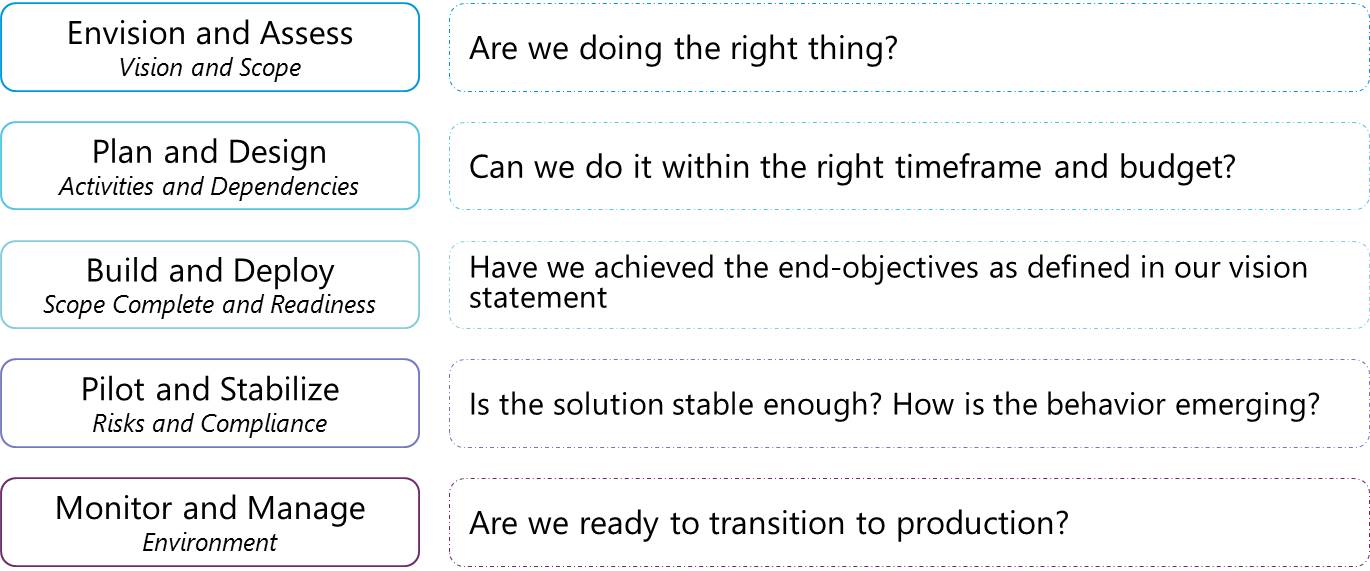 Envision and Assess
Vision and Scope
Are we doing the right thing?
Plan and Design
Activities and Dependencies
Can we do it within the right timeframe and budget?
Build and Deploy
Scope Complete and Readiness
Have we achieved the end-objectives as defined in our vision
statement
Pilot and Stabilize
Risks and Compliance
Is the solution stable enough? How is the behavior emerging?
Monitor and Manage
Environment
Are we ready to transition to production?